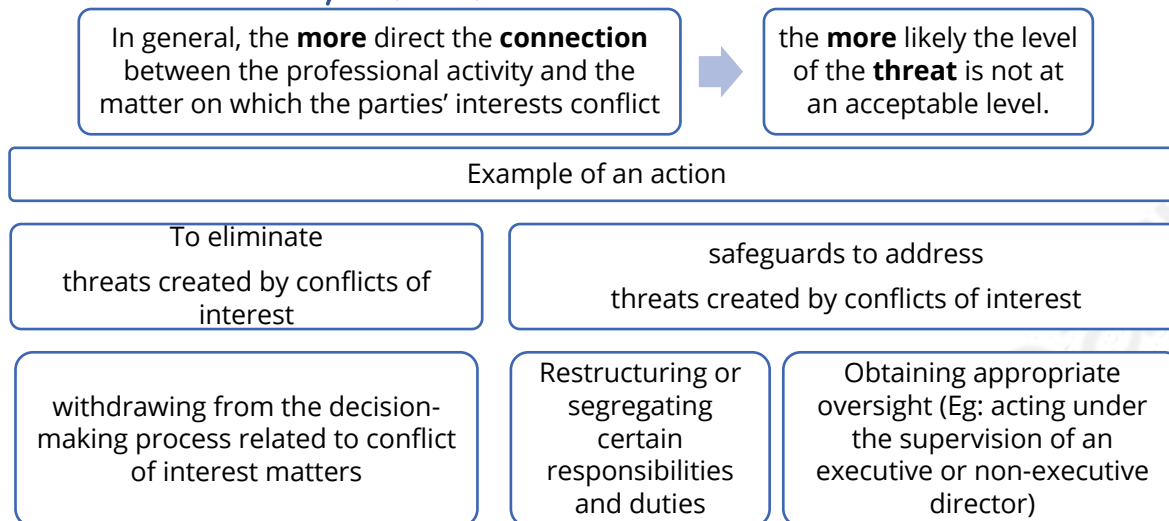 In general, the more direct the connection
between the professional activity and the
matter on which the parties’ interests conflict
the more likely the level
of the threat is not at
an acceptable level.
Example of an action
To eliminate
threats created by conflicts of
interest
safeguards to address
threats created by conflicts of interest
withdrawing from the decision-
making process related to conflict
of interest matters
Restructuring or
segregating
certain
responsibilities
and duties
Obtaining appropriate
oversight (Eg: acting under
the supervision of an
executive or non-executive
director)